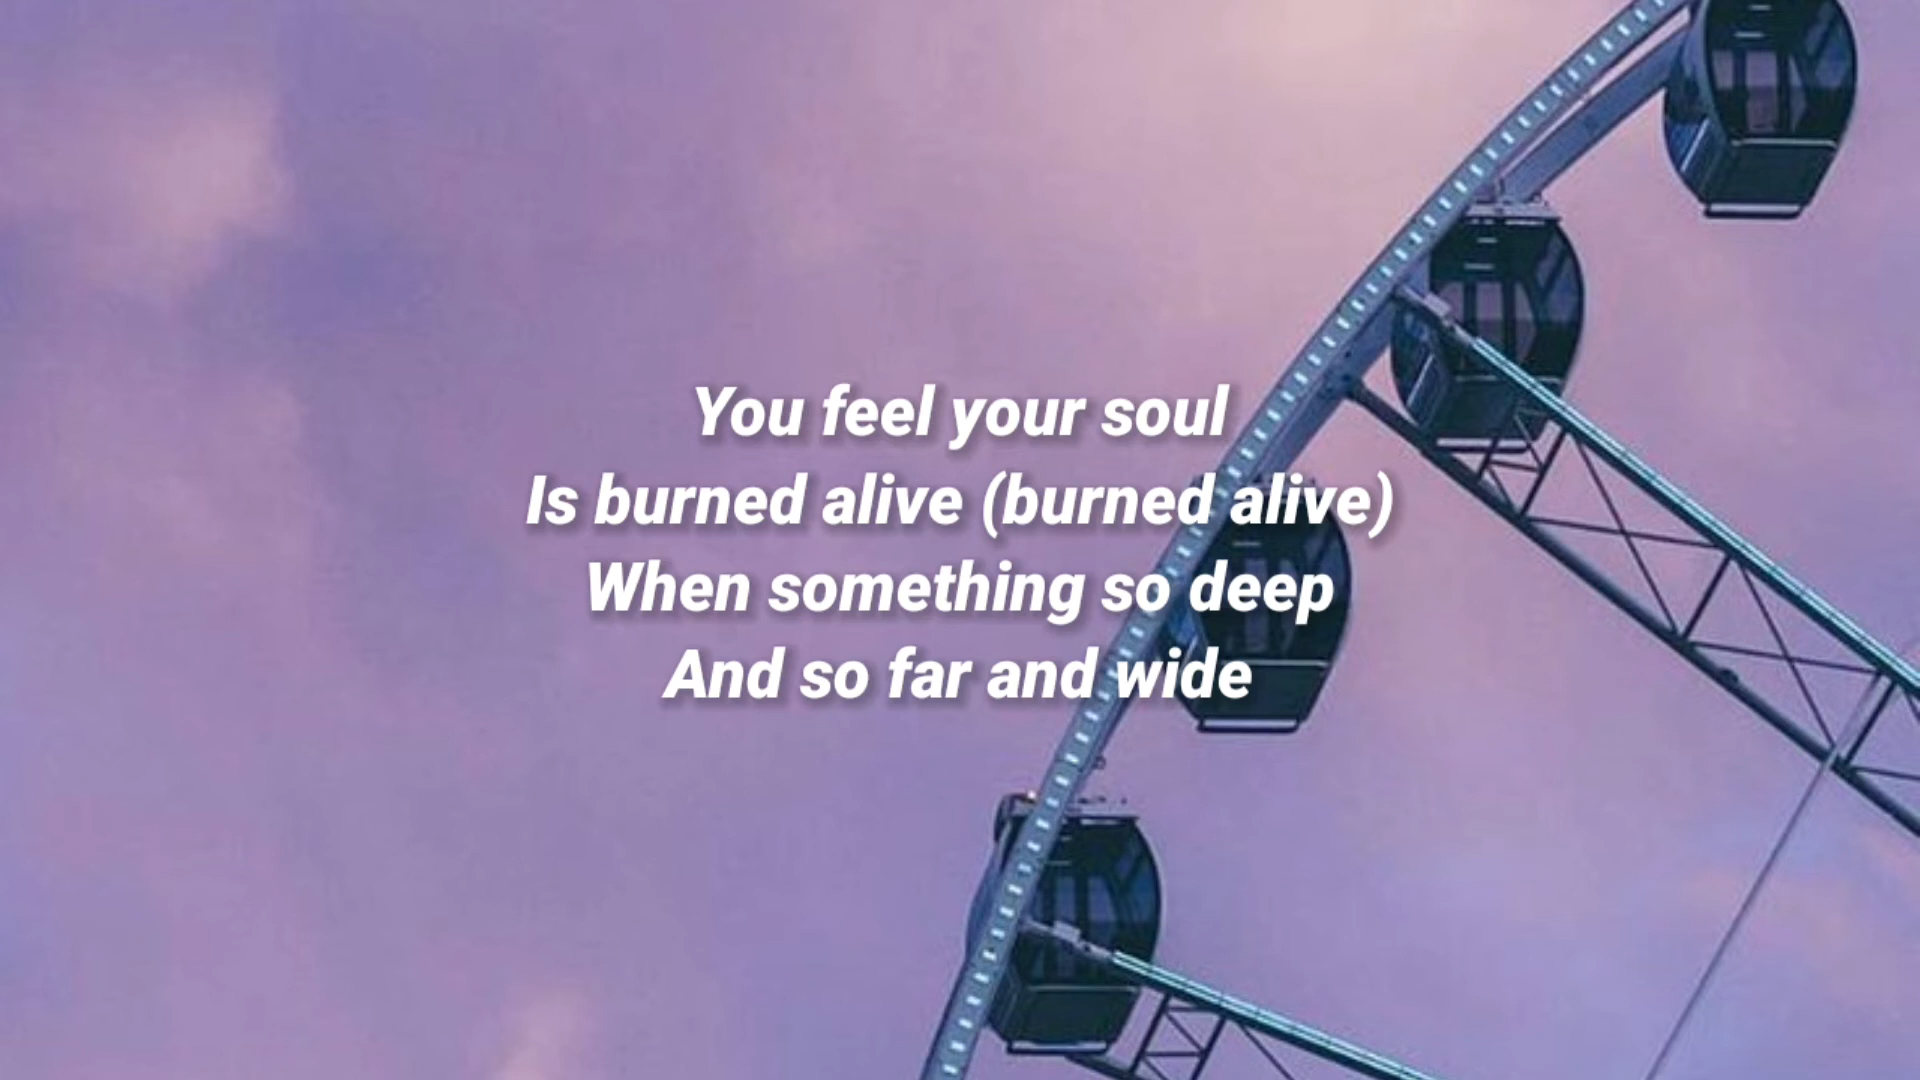 You feel your soul
Is burned alive (burned alive)
When something so deep
And so far and wide